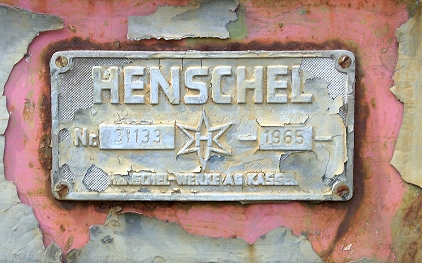 HENSCHEL
Nr. 31133 H 1965
HENSCHEL-WERKE AG KASSEL